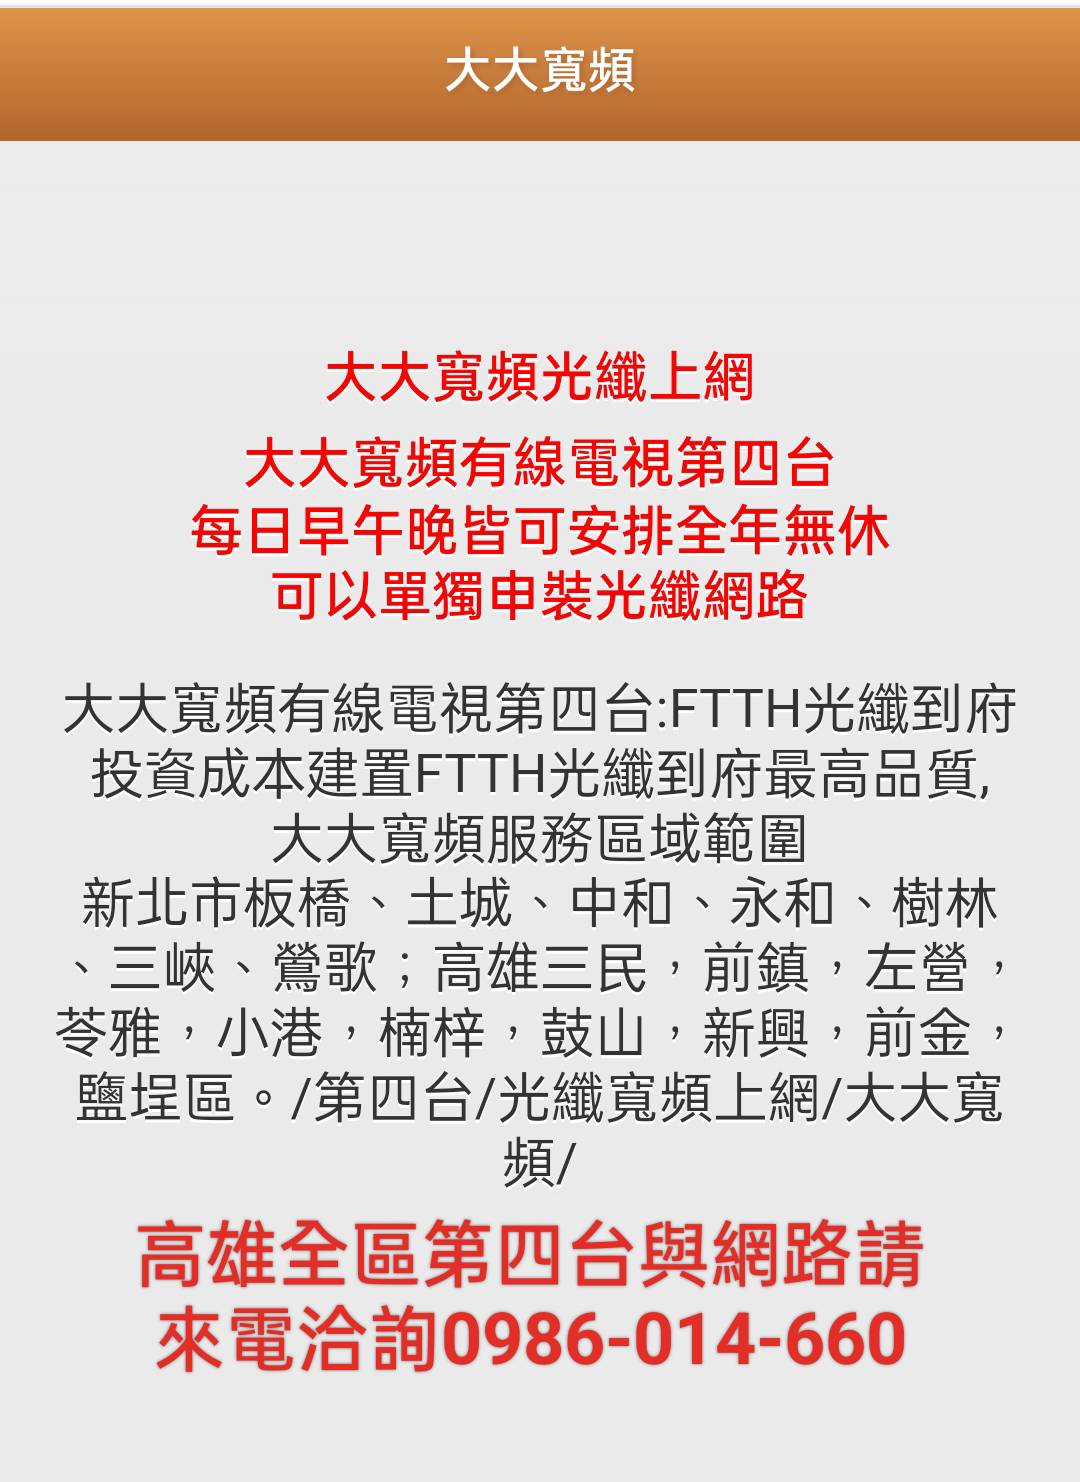 大大寬頻
大大寬頻光纖上網
大大寬頻有線電視第四台
每日早午晚皆可安排全年無休
可以單獨申裝光纖網路
大大寬頻有線電視第四台:FTTH光纖到府
投資成本建置FTTH光纖到府最高品質,
大大寬頻服務區域範圍
新北市板橋、土城、中和、永和、樹林
、三峽、鶯歌；高雄三民，前鎮，左營，
苓雅，小港，楠梓，鼓山，新興，前金，
鹽埕區。/第四台/光纖寬頻上網/大大寬
頻/
高雄全區第四台與網路請
來電洽詢0986-014-660